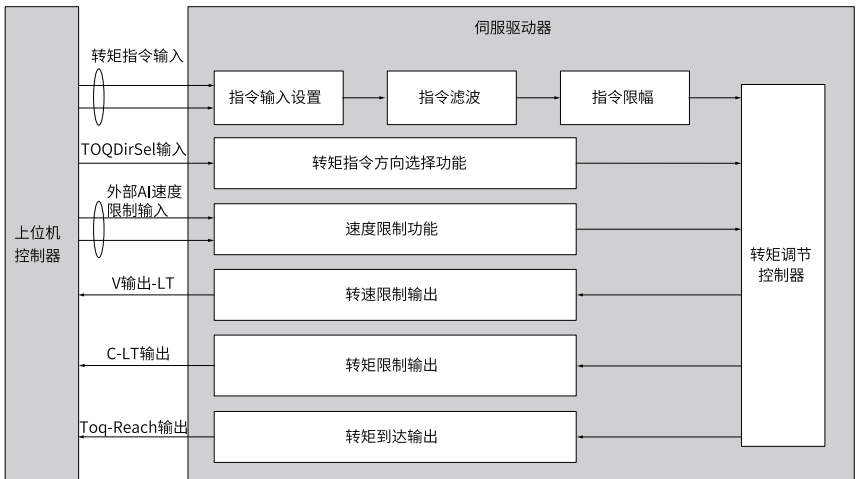 伺服驱动器
转矩指令输入
指令输入设置
指令滤波
指令限幅
TOQDirSel输入
转矩指令方向选择功能
外部AI速度
限制输入
速度限制功能
上位机
控制器
转矩调节
控制器
V输出-LT
转速限制输出
C-LT输出
转矩限制输出
Toq-Reach输出
转矩到达输出